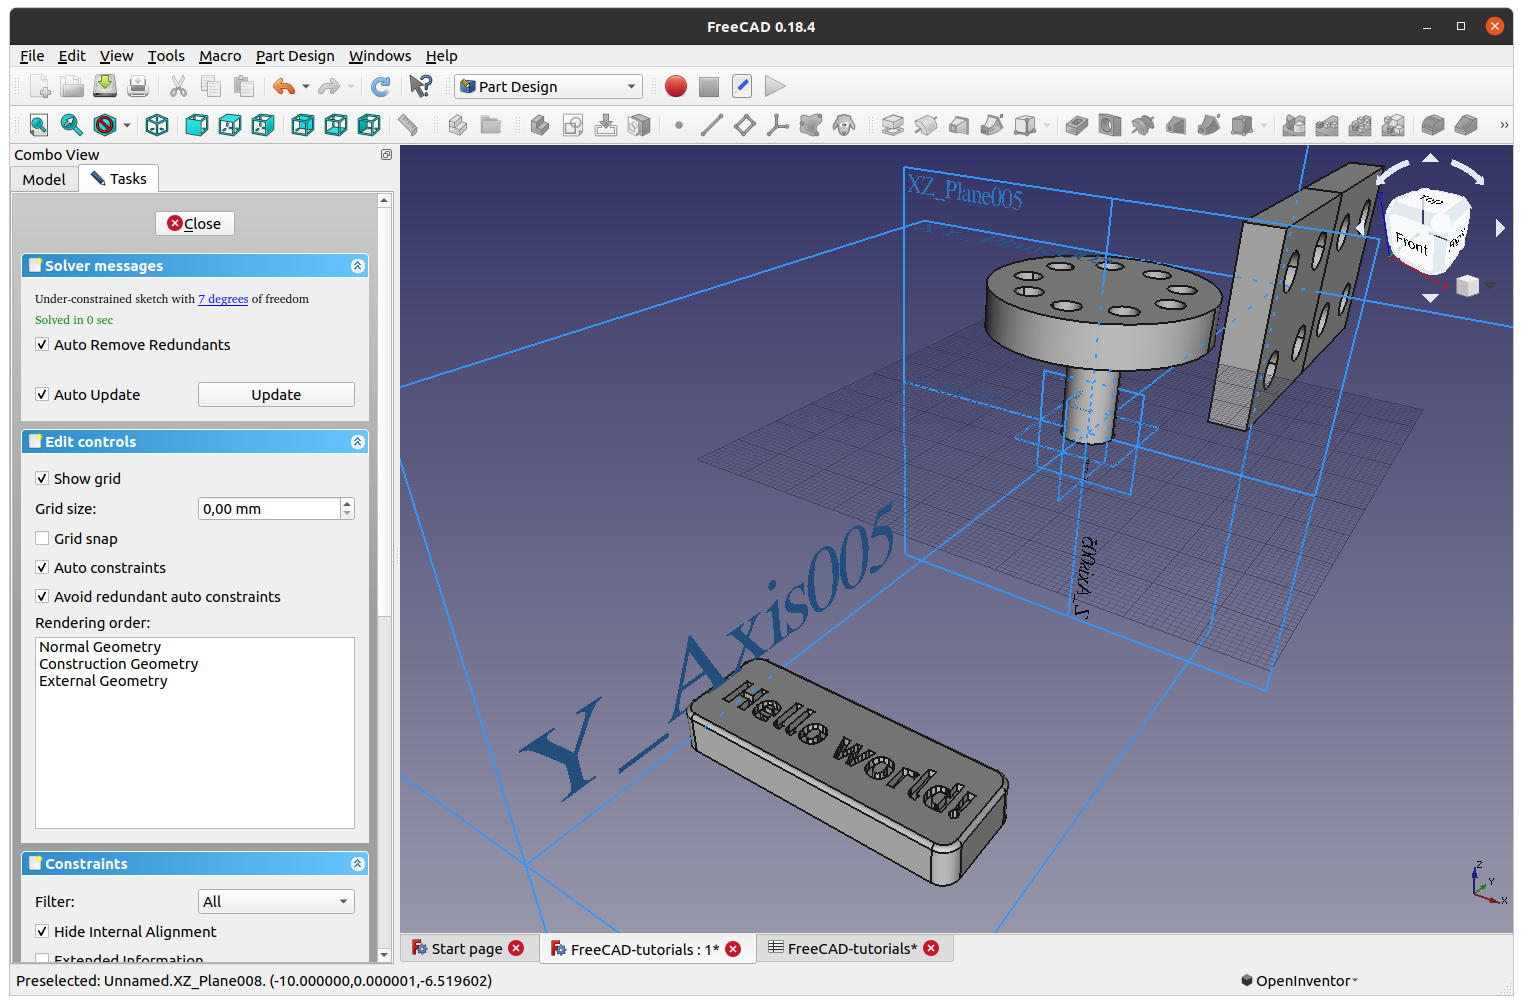 FreeCAD 0.18.4
File Edit View Tools Macro Part Design Windows Help
Part Design
Combo View
Model Tasks
Close
Solver messages
Under-constrained sketch with 7 degrees of freedom
Solved in 0 sec
Auto Remove Redundants
Auto Update Update
Edit controls
Show grid
Grid size: 0,00 mm
Grid snap
Auto constraints
Avoid redundant auto constraints
Rendering order:
Normal Geometry
Construction Geometry
External Geometry
Constraints
Filter: All
Hide Internal Alignment
Extended Information
XZ_Plane005
TOP
Front
Z_Axis005
Y_Axis005
Hello world!
Z
Y
X
Start page FreeCAD-tutorials : 1* FreeCAD-tutorials*
Preselected: Unnamed.XZ_Plane008. (-10.000000,0.000001,-6.519602) OpenInventor